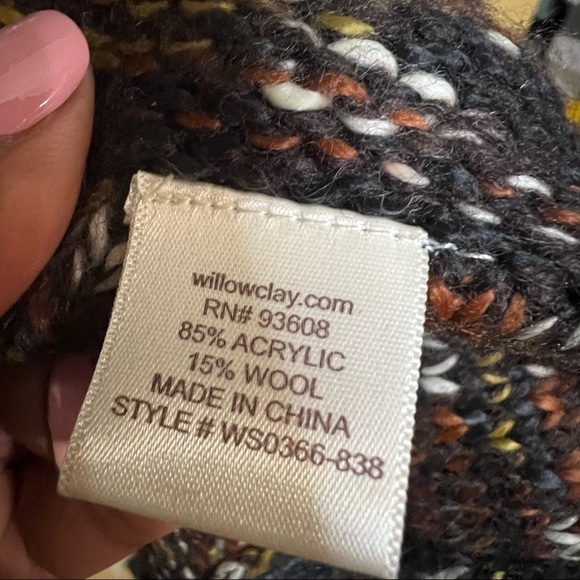 willowclay.com
RN# 93608
85% ACRYLIC
15% WOOL
MADE IN CHINA
STYLE # WS0366-838